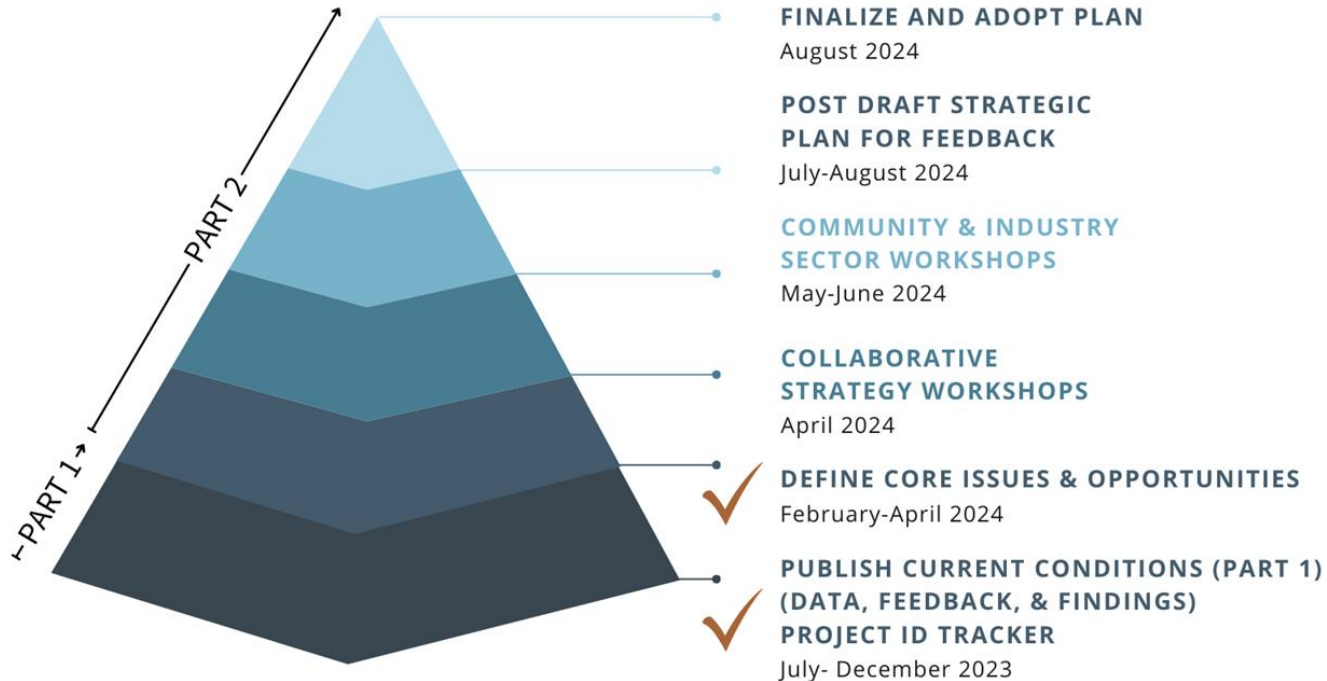 FINALIZE AND ADOPT PLAN
August 2024
POST DRAFT STRATEGIC
PLAN FOR FEEDBACK
July-August 2024
COMMUNITY & INDUSTRY
SECTOR WORKSHOPS
May-June 2024
COLLABORATIVE
STRATEGY WORKSHOPS
April 2024
DEFINE CORE ISSUES & OPPORTUNITIES
February-April 2024
PUBLISH CURRENT CONDITIONS (PART 1)
(DATA, FEEDBACK, & FINDINGS)
PROJECT ID TRACKER
July- December 2023
PART 2
PART 1